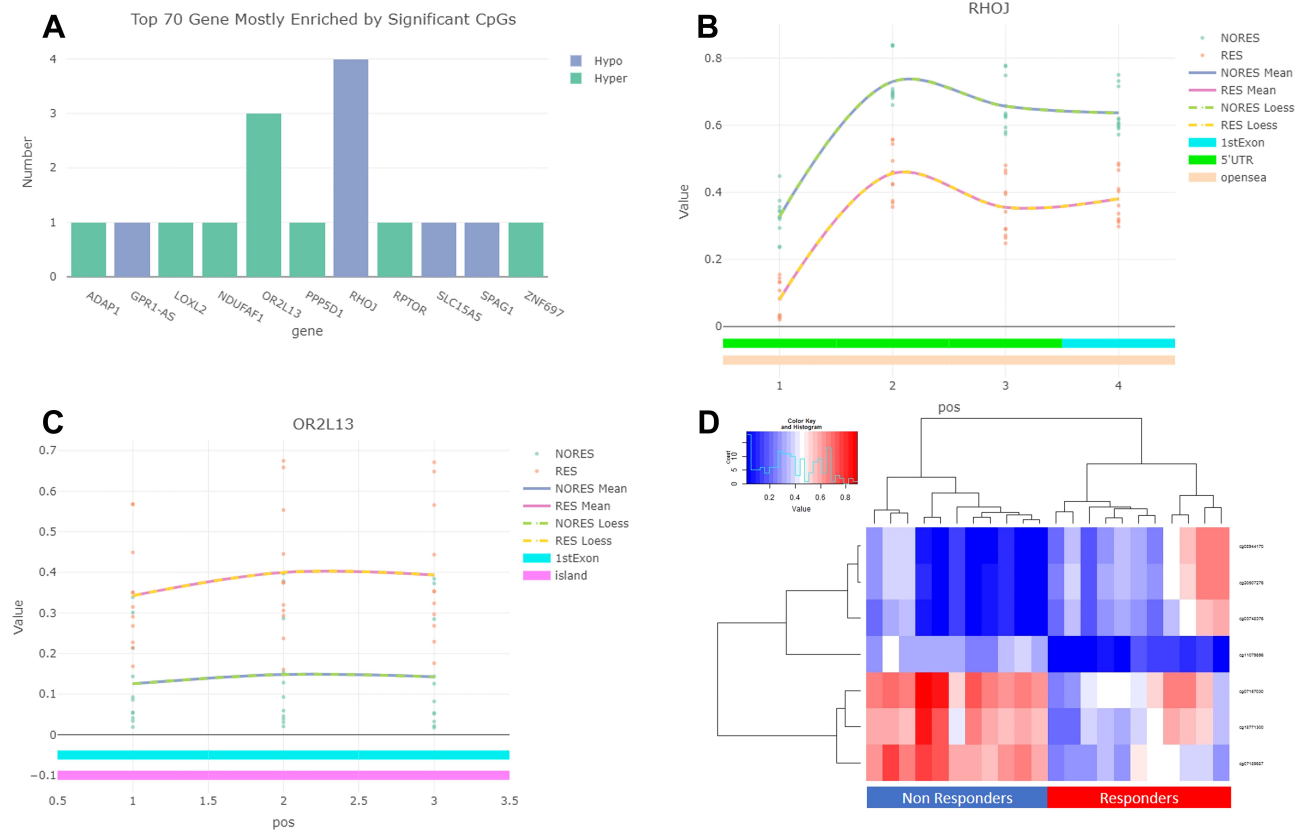 A
Top 70 Gene Mostly Enriched by Significant CpGs
Number
4
3
2
1
0
ADAP1
GPR1-AS
LOXL2
NDUFAF1
OR2L13
PPP5D1
RHOJ
RPTOR
SLC15A5
SPAG1
ZNF697
gene
Hypo
Hyper
B
RHOJ
Value
0.8
0.6
0.4
0.2
0
1
2
3
4
pos
NORES
RES
NORES Mean
RES Mean
NORES Loess
RES Loess
1stExon
5'UTR
opensea
C
OR2L13
Value
0.7
0.6
0.5
0.4
0.3
0.2
0.1
0
−0.1
0.5
1
1.5
2
2.5
3
3.5
pos
NORES
RES
NORES Mean
RES Mean
NORES Loess
RES Loess
1stExon
island
D
Color Key
and Histogram
Count
10
5
0
0.2
0.4
0.6
0.8
Value
Non Responders
Responders